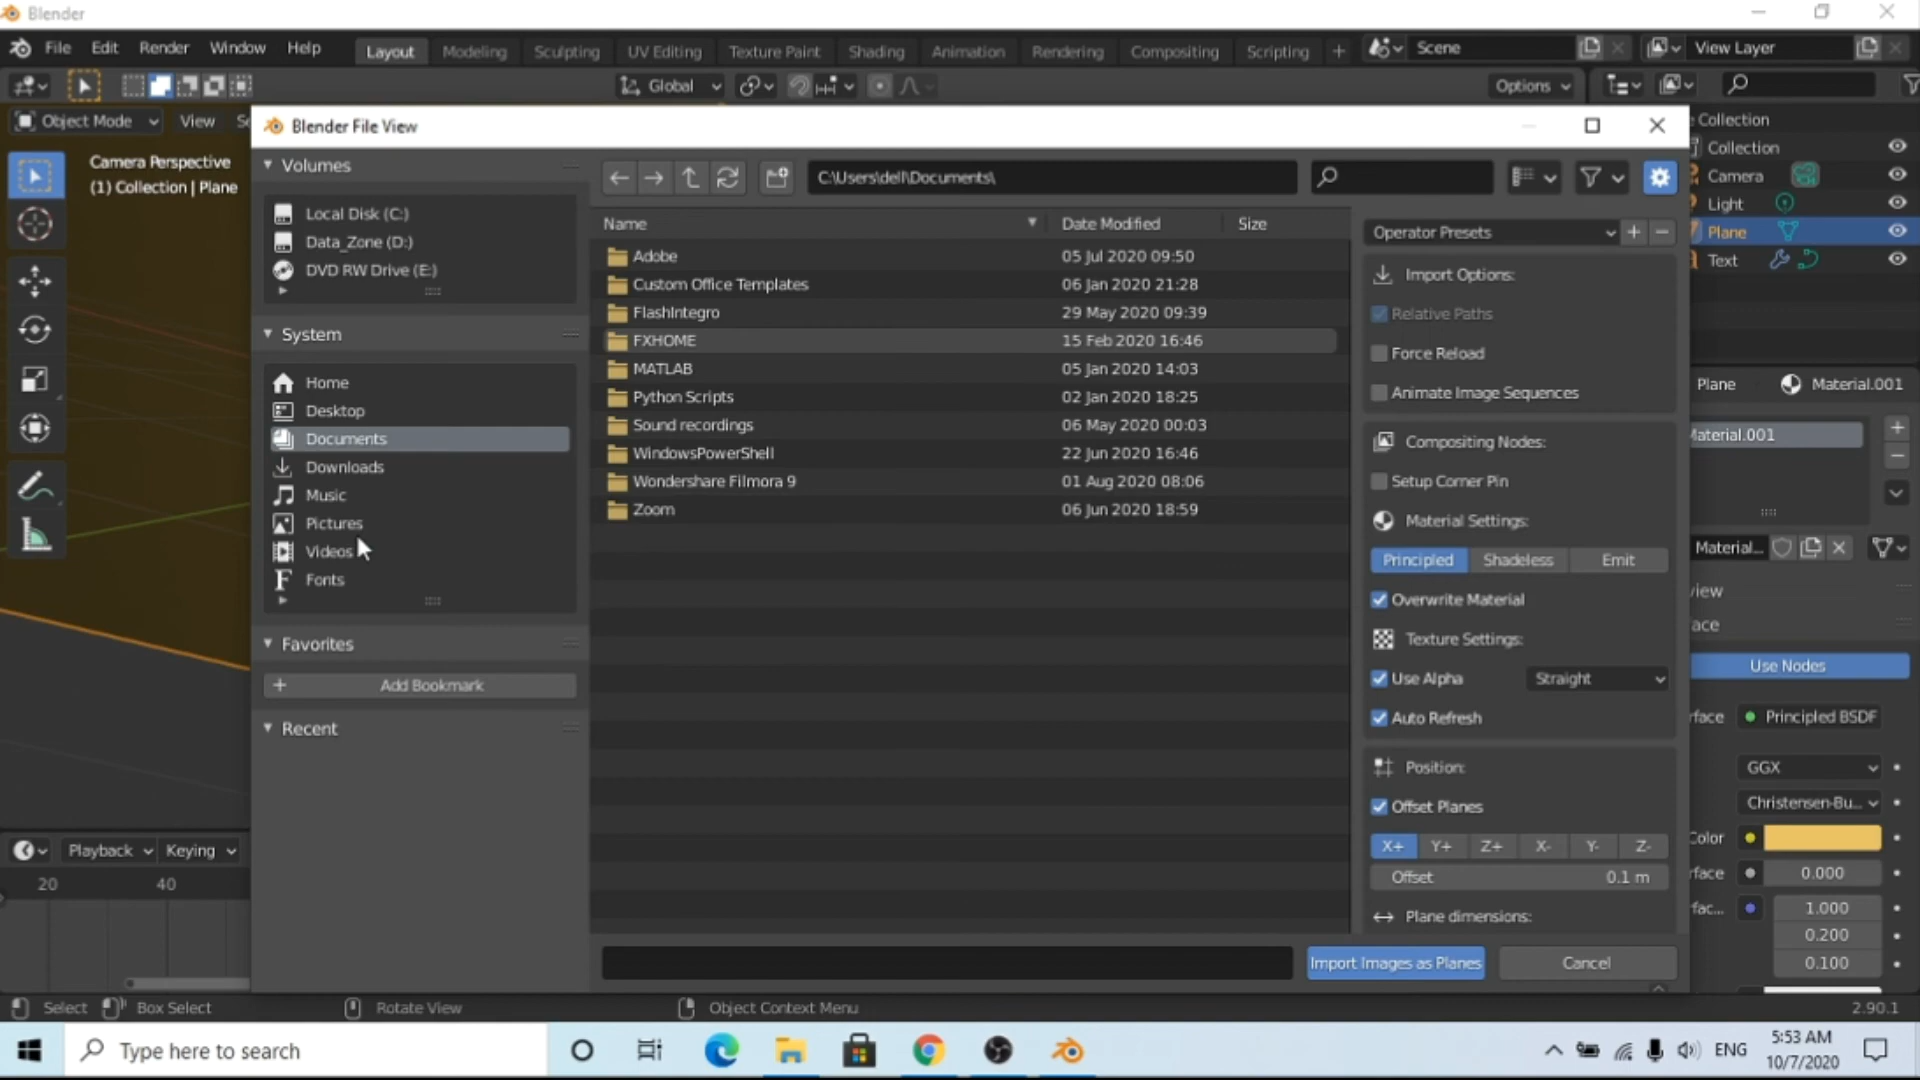 Blender
File Edit Render Window Help Layout Modeling Sculpting UV Editing Texture Paint Shading Animation Rendering Compositing Scripting + Scene View Layer
Global Options
Object Mode View Se
Camera Perspective
(1) Collection | Plane
Blender File View
Volumes
Local Disk (C:)
Data_Zone (D:)
DVD RW Drive (E:)
System
Home
Desktop
Documents
Downloads
Music
Pictures
Videos
Fonts
Favorites
+ Add Bookmark
Recent
C:\Users\dell\Documents\
Name Date Modified Size
Adobe 05 Jul 2020 09:50
Custom Office Templates 06 Jan 2020 21:28
FlashIntegro 29 May 2020 09:39
FXHOME 15 Feb 2020 16:46
MATLAB 05 Jan 2020 14:03
Python Scripts 02 Jan 2020 18:25
Sound recordings 06 May 2020 00:03
WindowsPowerShell 22 Jun 2020 16:46
Wondershare Filmora 9 01 Aug 2020 08:06
Zoom 06 Jun 2020 18:59
Operator Presets + −
Import Options:
Relative Paths
Force Reload
Animate Image Sequences
Compositing Nodes:
Setup Corner Pin
Material Settings:
Principled Shadeless Emit
Overwrite Material
Texture Settings:
Use Alpha Straight
Auto Refresh
Position:
Offset Planes
X+ Y+ Z+ X- Y- Z-
Offset 0.1 m
Plane dimensions:
Import Images as Planes Cancel
Collection
Collection
Camera
Light
Plane
Text
Plane Material.001
Material.001
Material...
view
ace
Use Nodes
rface Principled BSDF
GGX
Christensen-Bu...
Color
rface 0.000
rfac... 1.000
0.200
0.100
Playback Keying
20 40
Select Box Select Rotate View Object Context Menu 2.90.1
Type here to search
ENG
5:53 AM
10/7/2020